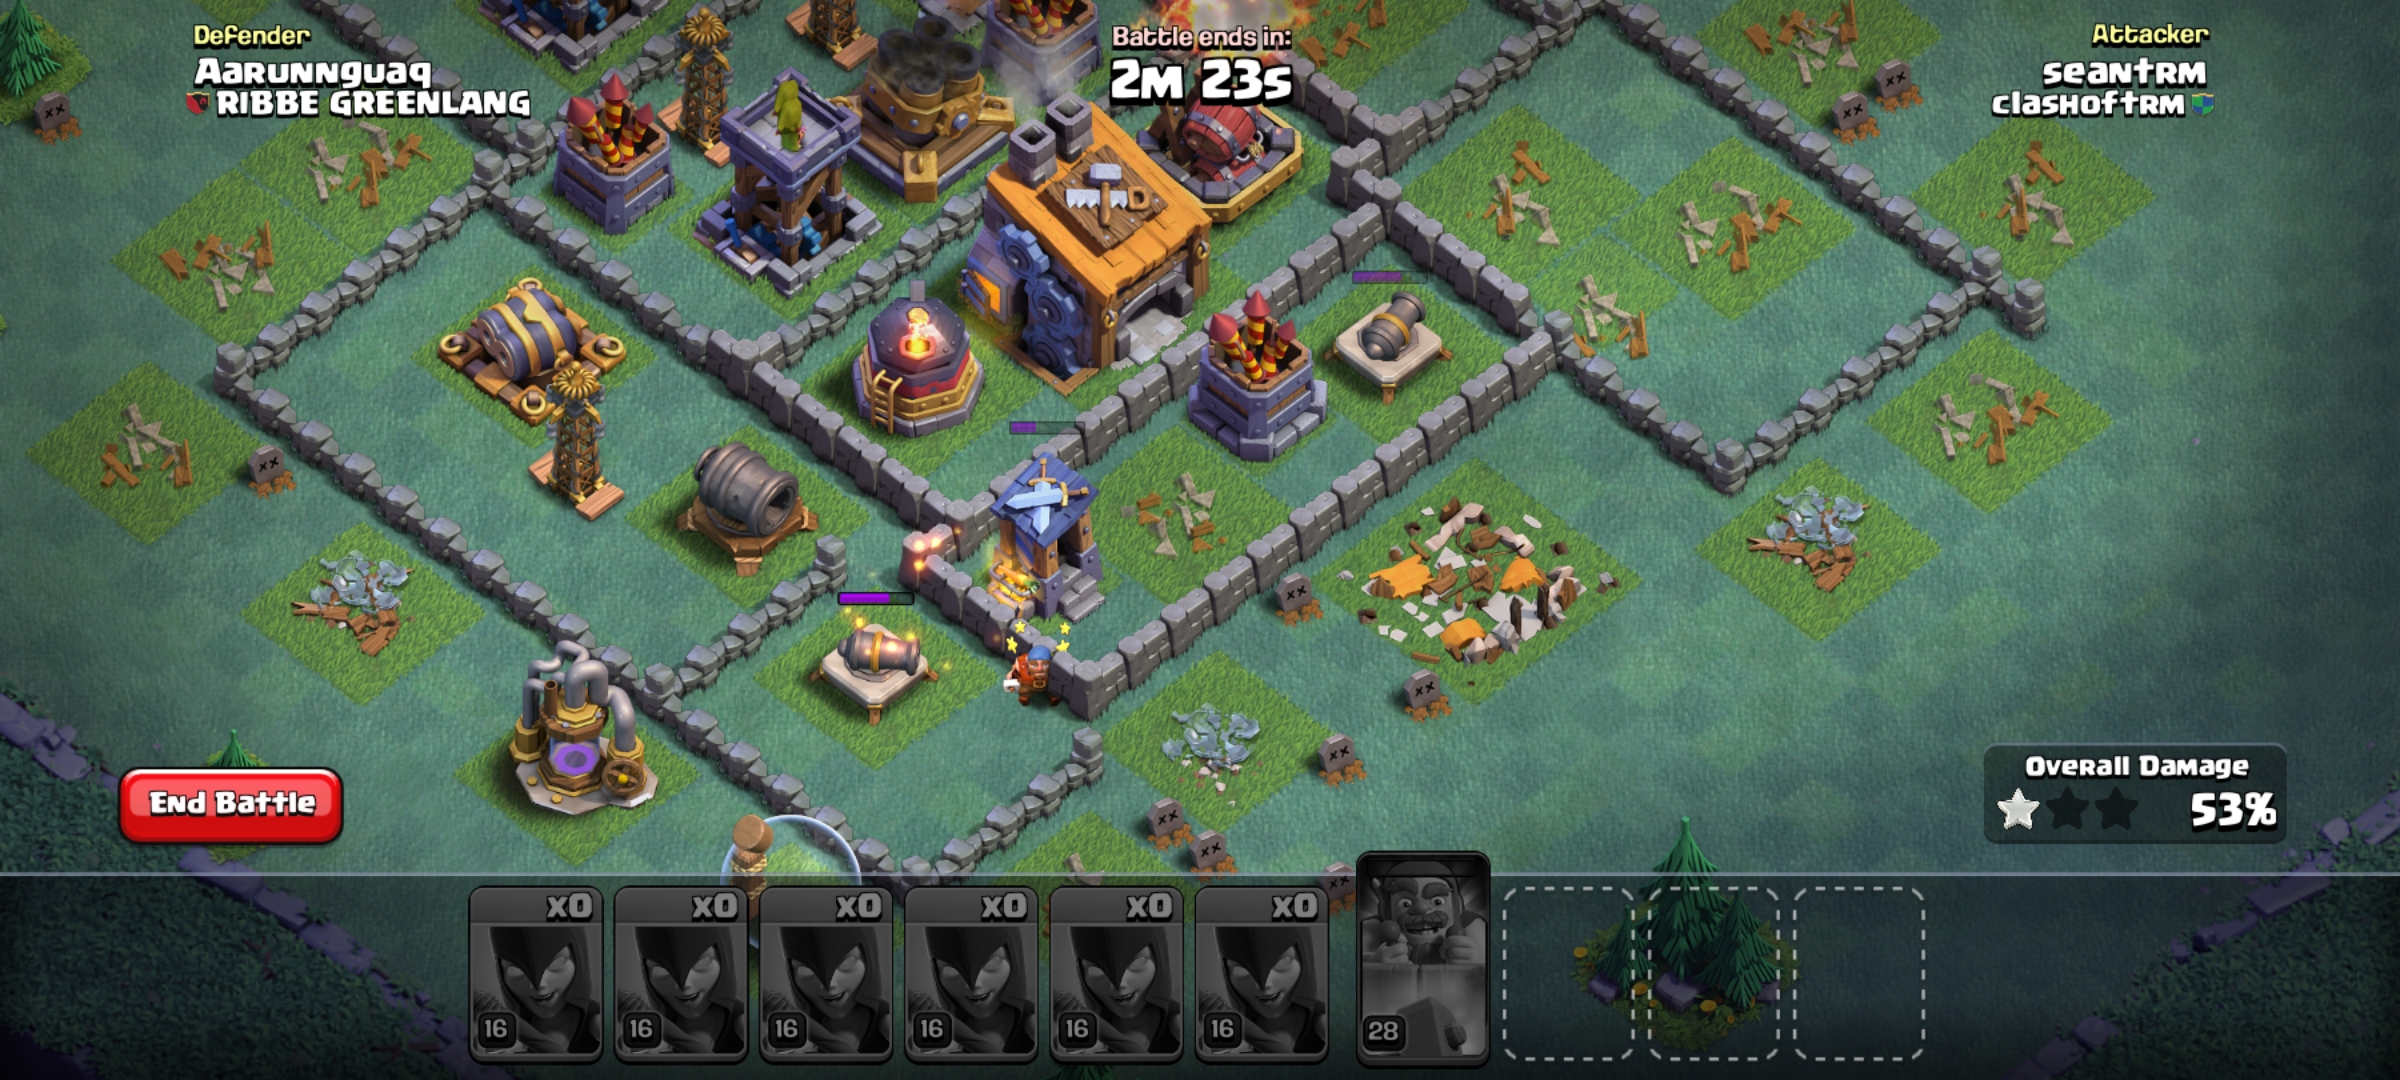 Defender
Aarunnguaq
RIBBE GREENLANG
Battle ends in:
2M 23s
Attacker
seantRM
clashoftRM
End Battle
Overall Damage
53%
x0
x0
x0
x0
x0
x0
16
16
16
16
16
16
28